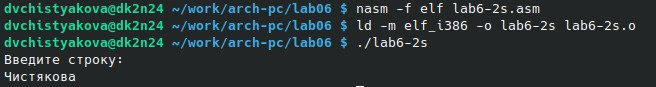 dvchistyakova@dk2n24 ~/work/arch-pc/lab06 $ nasm -f elf lab6-2s.asm
dvchistyakova@dk2n24 ~/work/arch-pc/lab06 $ ld -m elf_i386 -o lab6-2s lab6-2s.o
dvchistyakova@dk2n24 ~/work/arch-pc/lab06 $ ./lab6-2s
Введите строку:
Чистякова